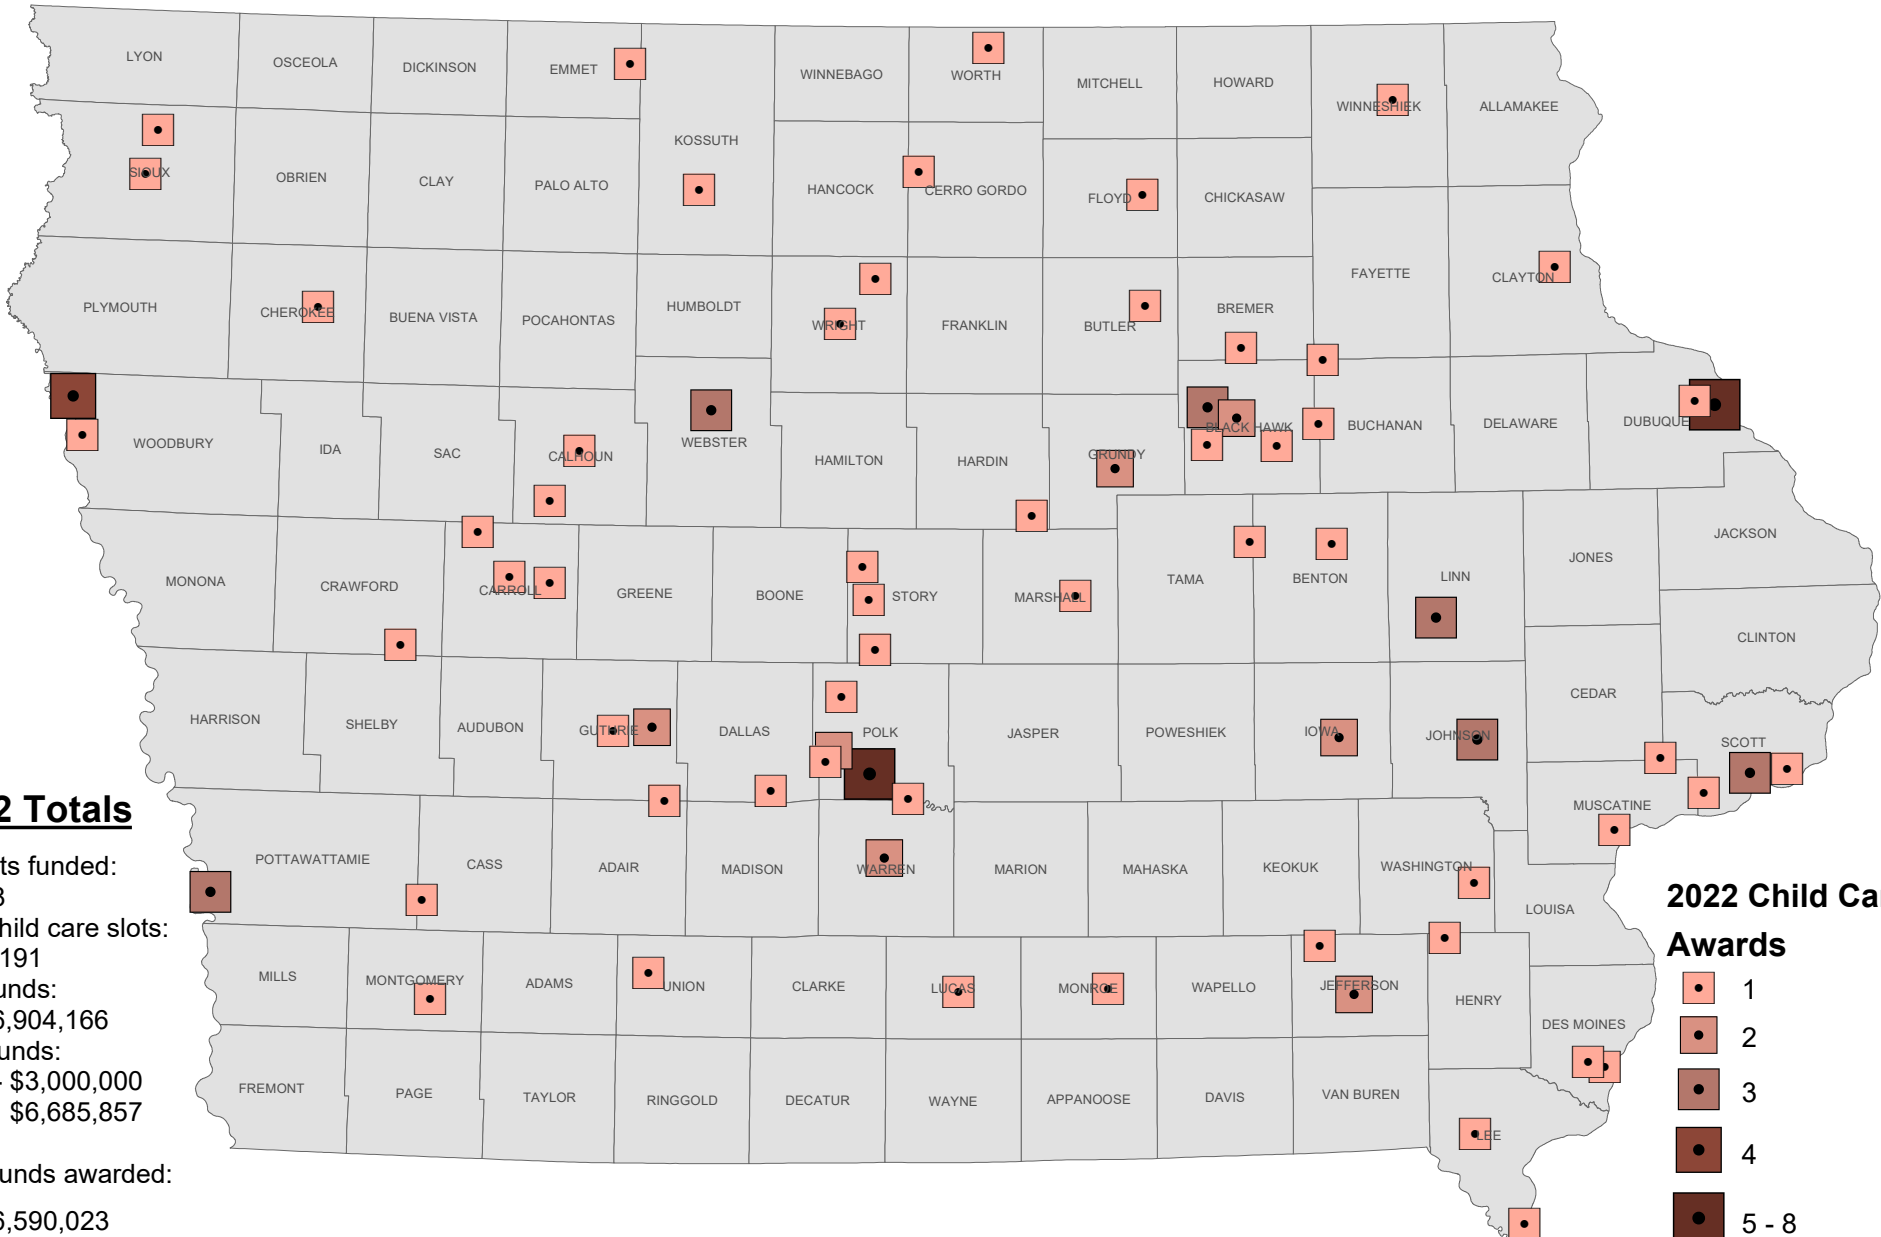 LYON
OSCEOLA
DICKINSON
EMMET
WINNEBAGO
WORTH
MITCHELL
HOWARD
WINNESHIEK
ALLAMAKEE
KOSSUTH
SIOUX
OBRIEN
CLAY
PALO ALTO
HANCOCK
CERRO GORDO
FLOYD
CHICKASAW
FAYETTE
CLAYTON
PLYMOUTH
CHEROKEE
BUENA VISTA
POCAHONTAS
HUMBOLDT
WRIGHT
FRANKLIN
BUTLER
BREMER
WOODBURY
IDA
SAC
CALHOUN
WEBSTER
HAMILTON
HARDIN
GRUNDY
BLACK HAWK
BUCHANAN
DELAWARE
DUBUQUE
MONONA
CRAWFORD
CARROLL
GREENE
BOONE
STORY
MARSHALL
TAMA
BENTON
LINN
JONES
JACKSON
CLINTON
CEDAR
HARRISON
SHELBY
AUDUBON
GUTHRIE
DALLAS
POLK
JASPER
POWESHIEK
IOWA
JOHNSON
SCOTT
MUSCATINE
POTTAWATTAMIE
CASS
ADAIR
MADISON
WARREN
MARION
MAHASKA
KEOKUK
WASHINGTON
LOUISA
MILLS
MONTGOMERY
ADAMS
UNION
CLARKE
LUCAS
MONROE
WAPELLO
JEFFERSON
HENRY
DES MOINES
FREMONT
PAGE
TAYLOR
RINGGOLD
DECATUR
WAYNE
APPANOOSE
DAVIS
VAN BUREN
LEE
2 Totals
ts funded:
3
hild care slots:
191
unds:
6,904,166
unds:
- $3,000,000
$6,685,857
unds awarded:
6,590,023
2022 Child Ca
Awards
1
2
3
4
5 - 8